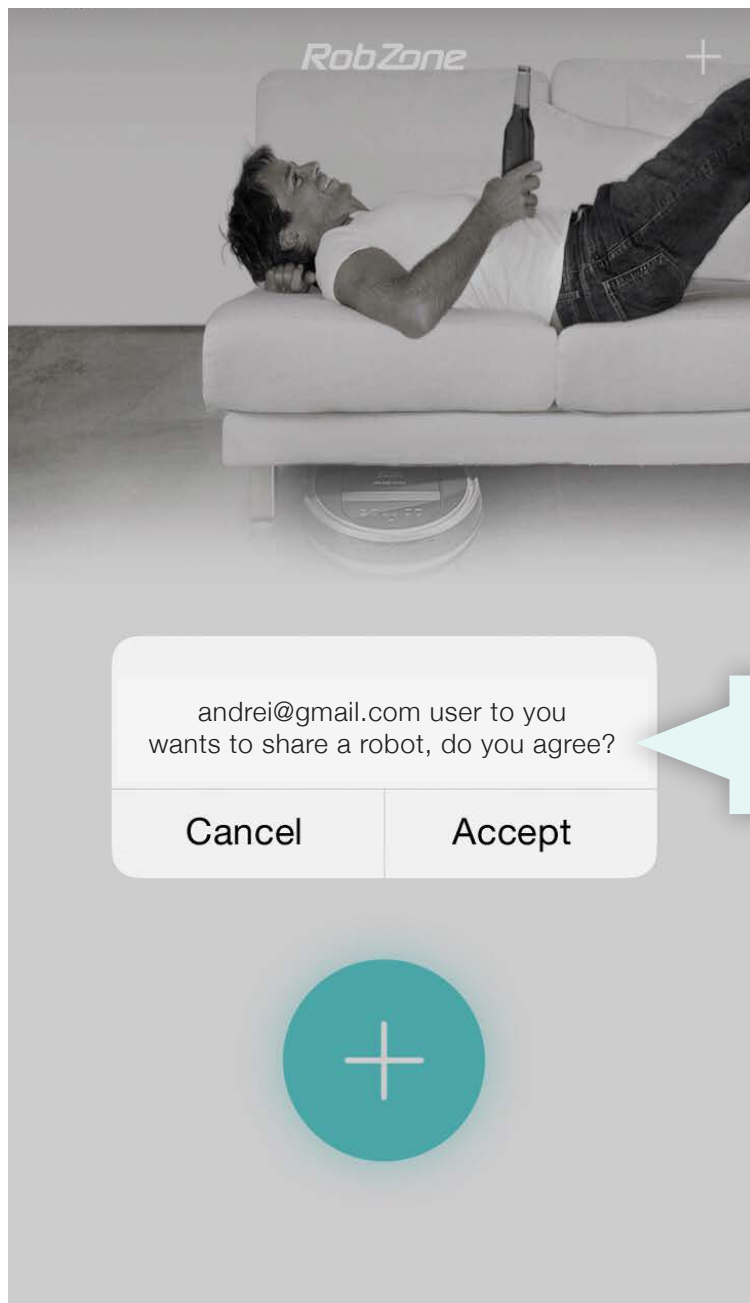 RobZone
andrei@gmail.com user to you
wants to share a robot, do you agree?
Cancel
Accept